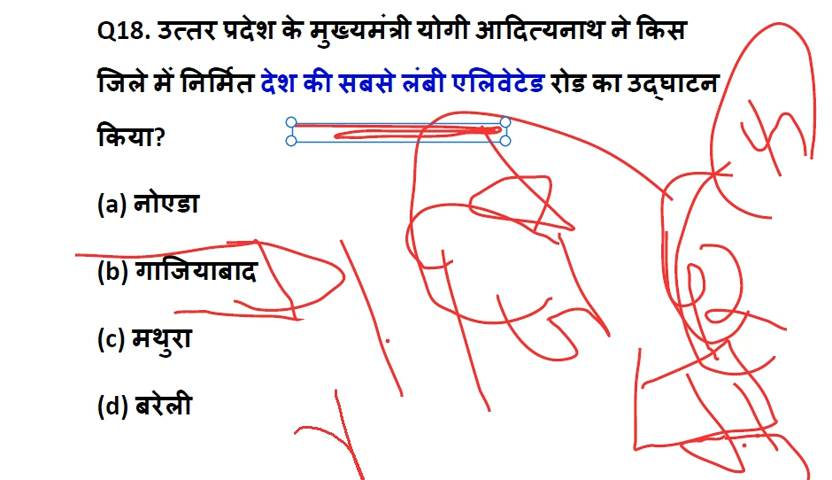 Q18. उत्तर प्रदेश के मुख्यमंत्री योगी आदित्यनाथ ने किस
जिले में निर्मित देश की सबसे लंबी एलिवेटेड रोड का उद्घाटन
किया?
(a) नोएडा
(b) गाजियाबाद
(c) मथुरा
(d) बरेली